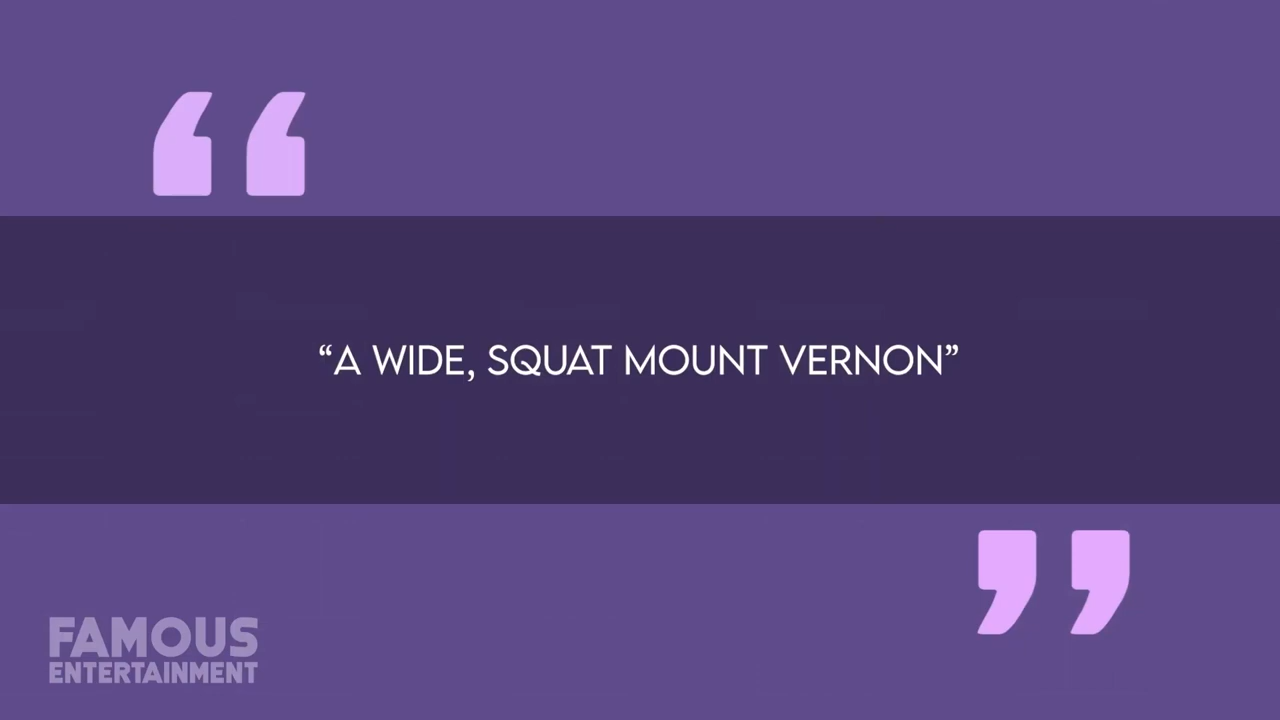 “A WIDE, SQUAT MOUNT VERNON”
FAMOUS
ENTERTAINMENT